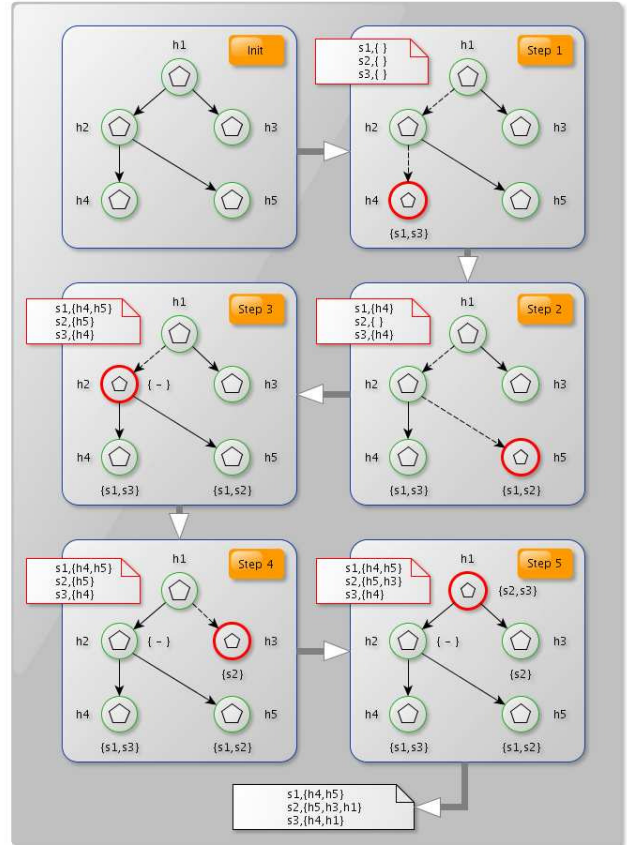 h1
Init
h2
h3
h4
h5
s1,{ }
s2,{ }
s3,{ }
h1
Step 1
h2
h3
h4
h5
{s1,s3}
s1,{h4,h5}
s2,{h5}
s3,{h4}
h1
Step 3
h2
{ - }
h3
h4
h5
{s1,s3}
{s1,s2}
s1,{h4}
s2,{ }
s3,{h4}
h1
Step 2
h2
h3
h4
h5
{s1,s3}
{s1,s2}
s1,{h4,h5}
s2,{h5}
s3,{h4}
h1
Step 4
h2
{ - }
h3
{s2}
h4
h5
{s1,s3}
{s1,s2}
s1,{h4,h5}
s2,{h5,h3}
s3,{h4}
h1
Step 5
{s2,s3}
h2
{ - }
h3
{s2}
h4
h5
{s1,s3}
{s1,s2}
s1,{h4,h5}
s2,{h5,h3,h1}
s3,{h4,h1}